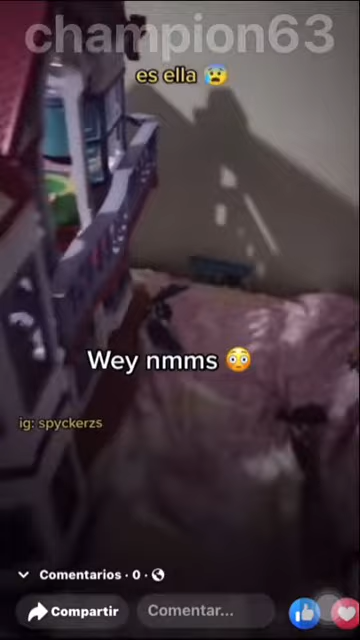 champion63
es ella 😰
Wey nmms 😳
ig: spyckerzs
Comentarios · 0 ·
Compartir
Comentar...